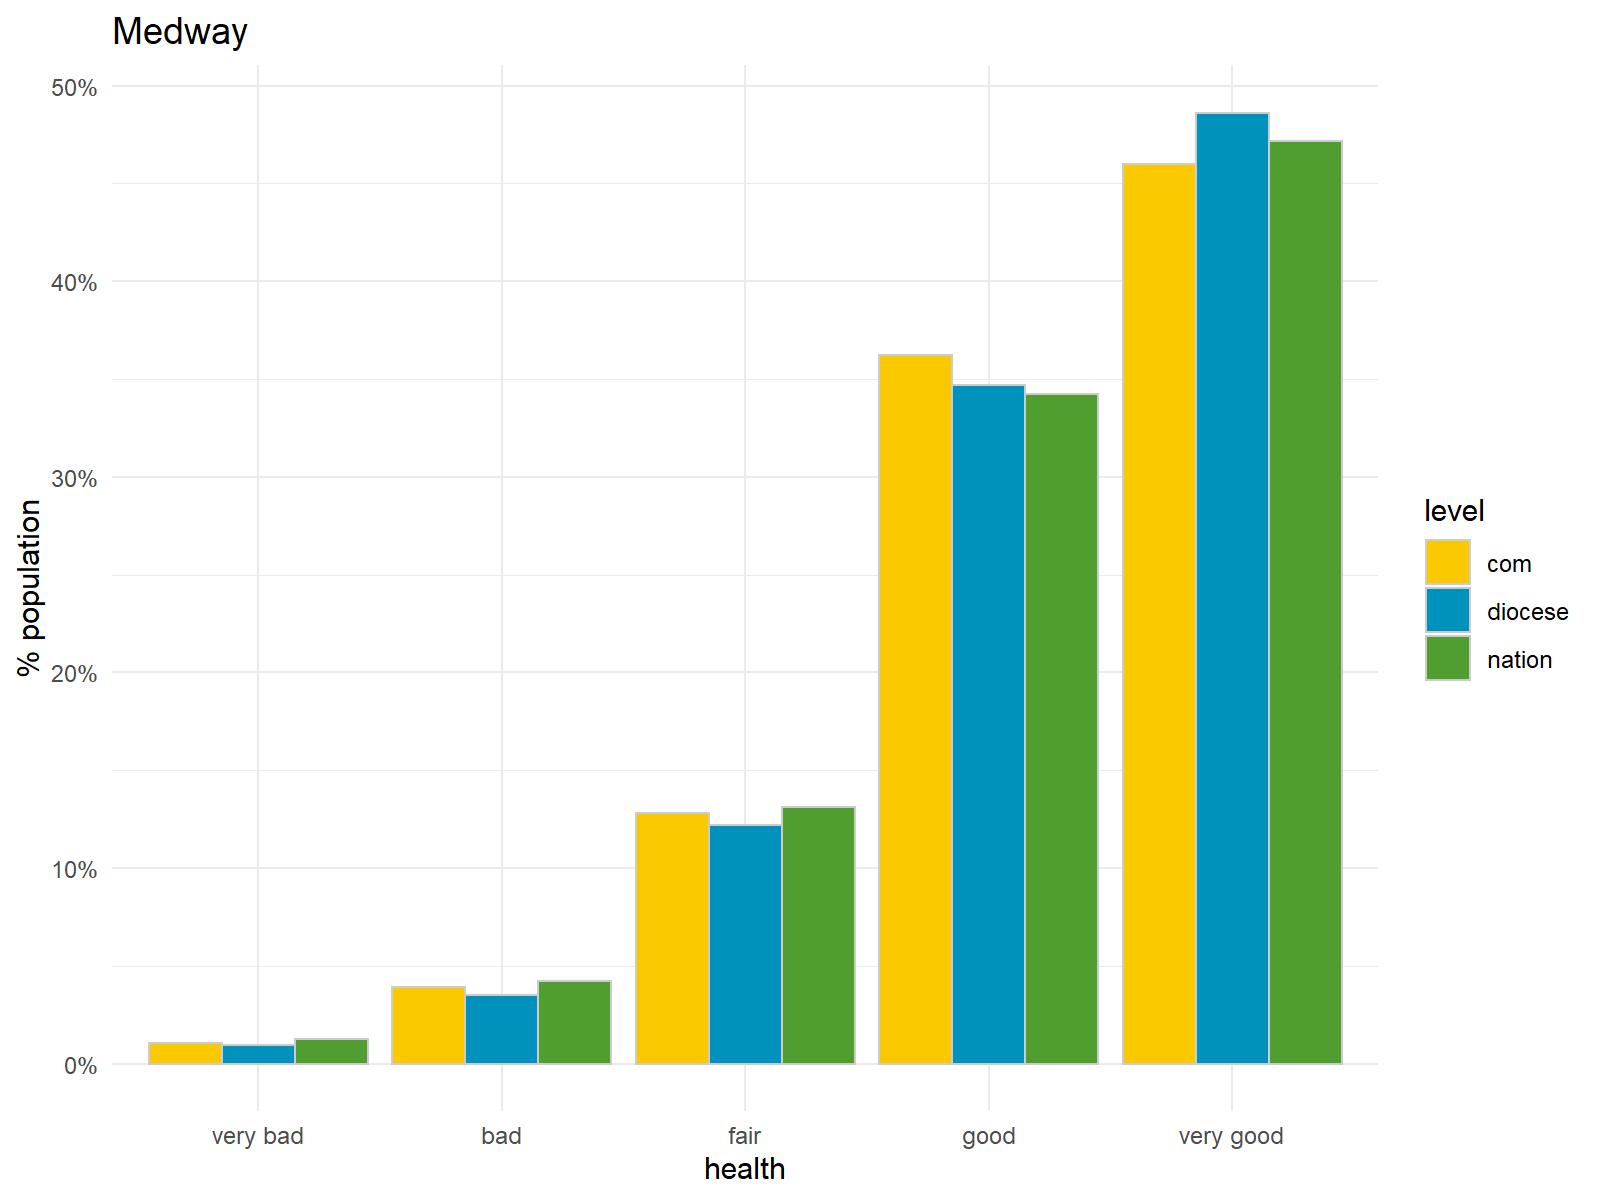 Medway
50%
40%
30%
20%
10%
0%
% population
very bad
bad
fair
good
very good
health
level
com
diocese
nation